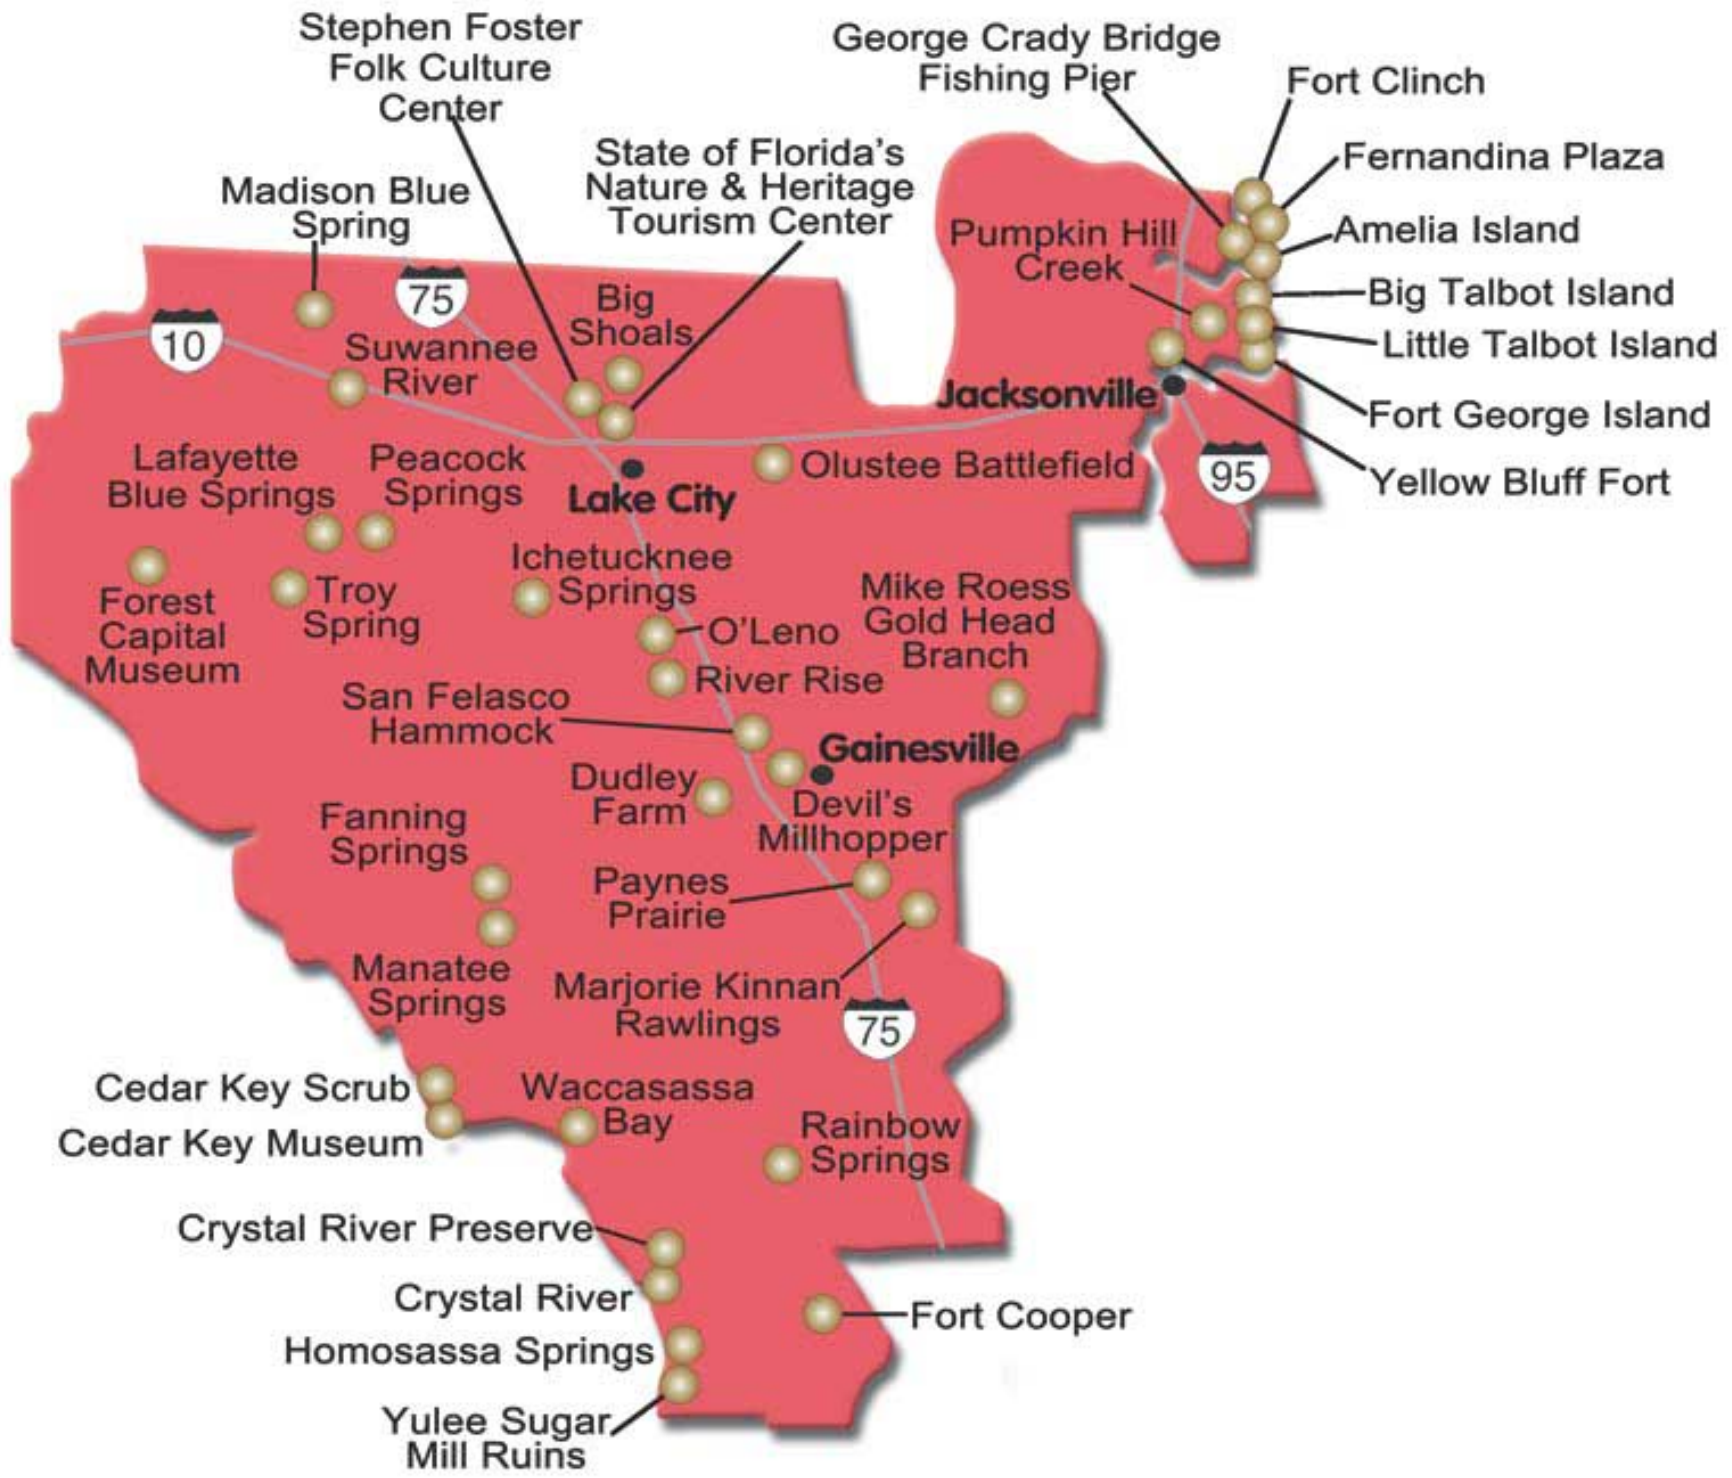 Stephen Foster
Folk Culture
Center
George Crady Bridge
Fishing Pier
Fort Clinch
State of Florida's
Nature & Heritage
Tourism Center
Fernandina Plaza
Madison Blue
Spring
Amelia Island
Pumpkin Hill
Creek
75
Big
Shoals
Big Talbot Island
10
Suwannee
River
Little Talbot Island
Jacksonville
Fort George Island
Lafayette
Blue Springs
Peacock
Springs
Lake City
Olustee Battlefield
95
Yellow Bluff Fort
Ichetucknee
Springs
Forest
Capital
Museum
Troy
Spring
Mike Roess
Gold Head
Branch
O'Leno
River Rise
San Felasco
Hammock
Gainesville
Dudley
Farm
Devil's
Millhopper
Fanning
Springs
Paynes
Prairie
Manatee
Springs
Marjorie Kinnan
Rawlings
75
Cedar Key Scrub
Cedar Key Museum
Waccasassa
Bay
Rainbow
Springs
Crystal River Preserve
Crystal River
Fort Cooper
Homosassa Springs
Yulee Sugar
Mill Ruins